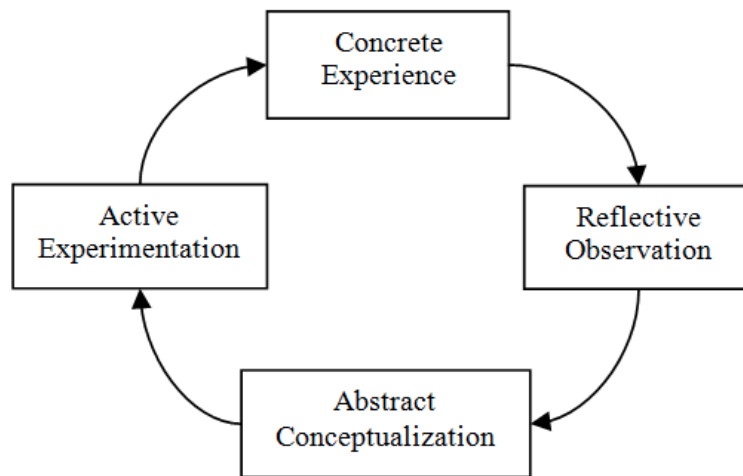 Concrete
Experience
Reflective
Observation
Abstract
Conceptualization
Active
Experimentation